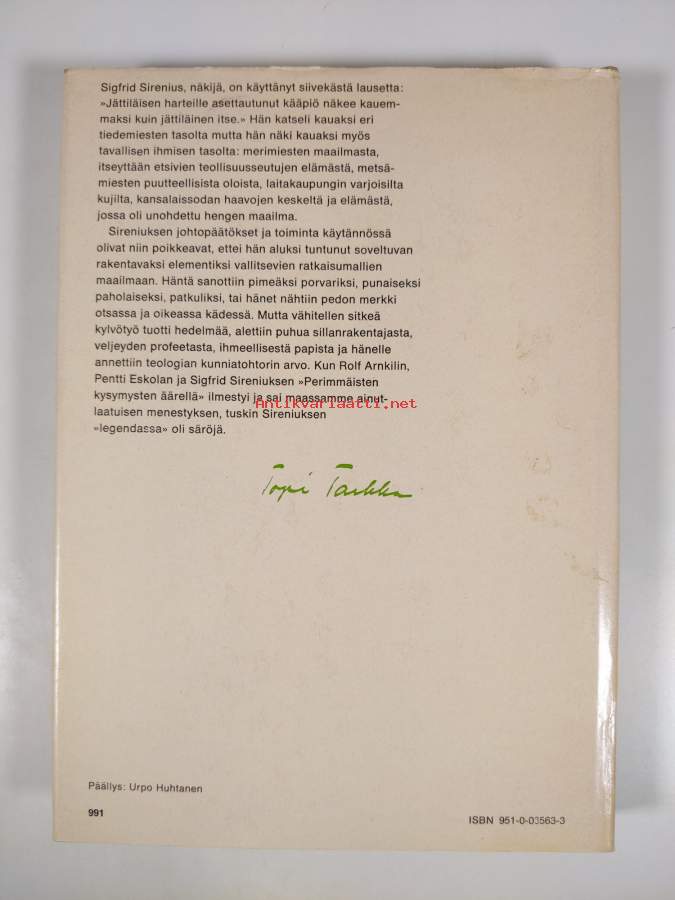 Sigfrid Sirenius, näkijä, on käyttänyt siivekästä lausetta:
»Jättiläisen harteille asettautunut kääpiö näkee kauem-
maksi kuin jättiläinen itse.» Hän katseli kauaksi eri
tiedemiesten tasolta mutta hän näki kauaksi myös
tavallisen ihmisen tasolta: merimiesten maailmasta,
itseyttään etsivien teollisuusseutujen elämästä, metsä-
miesten puutteellisista oloista, laitakaupungin varjoisilta
kujilta, kansalaissodan haavojen keskeltä ja elämästä,
jossa oli unohdettu hengen maailma.
Sireniuksen johtopäätökset ja toiminta käytännössä
olivat niin poikkeavat, ettei hän aluksi tuntunut soveltuvan
rakentavaksi elementiksi vallitsevien ratkaisumallien
maailmaan. Häntä sanottiin pimeäksi porvariksi, punaiseksi
paholaiseksi, patkuliksi, tai hänet nähtiin pedon merkki
otsassa ja oikeassa kädessä. Mutta vähitellen sitkeä
kylvötyö tuotti hedelmää, alettiin puhua sillanrakentajasta,
veljeyden profeetasta, ihmeellisestä papista ja hänelle
annettiin teologian kunniatohtorin arvo. Kun Rolf Arnkilin,
Pentti Eskolan ja Sigfrid Sireniuksen »Perimmäisten
kysymysten äärellä» ilmestyi ja sai maassamme ainut-
laatuisen menestyksen, tuskin Sireniuksen
»legendassa» oli säröjä.
Antikvariaatti.net
Topi Tarkka
Päällys: Urpo Huhtanen
991
ISBN 951-0-03563-3